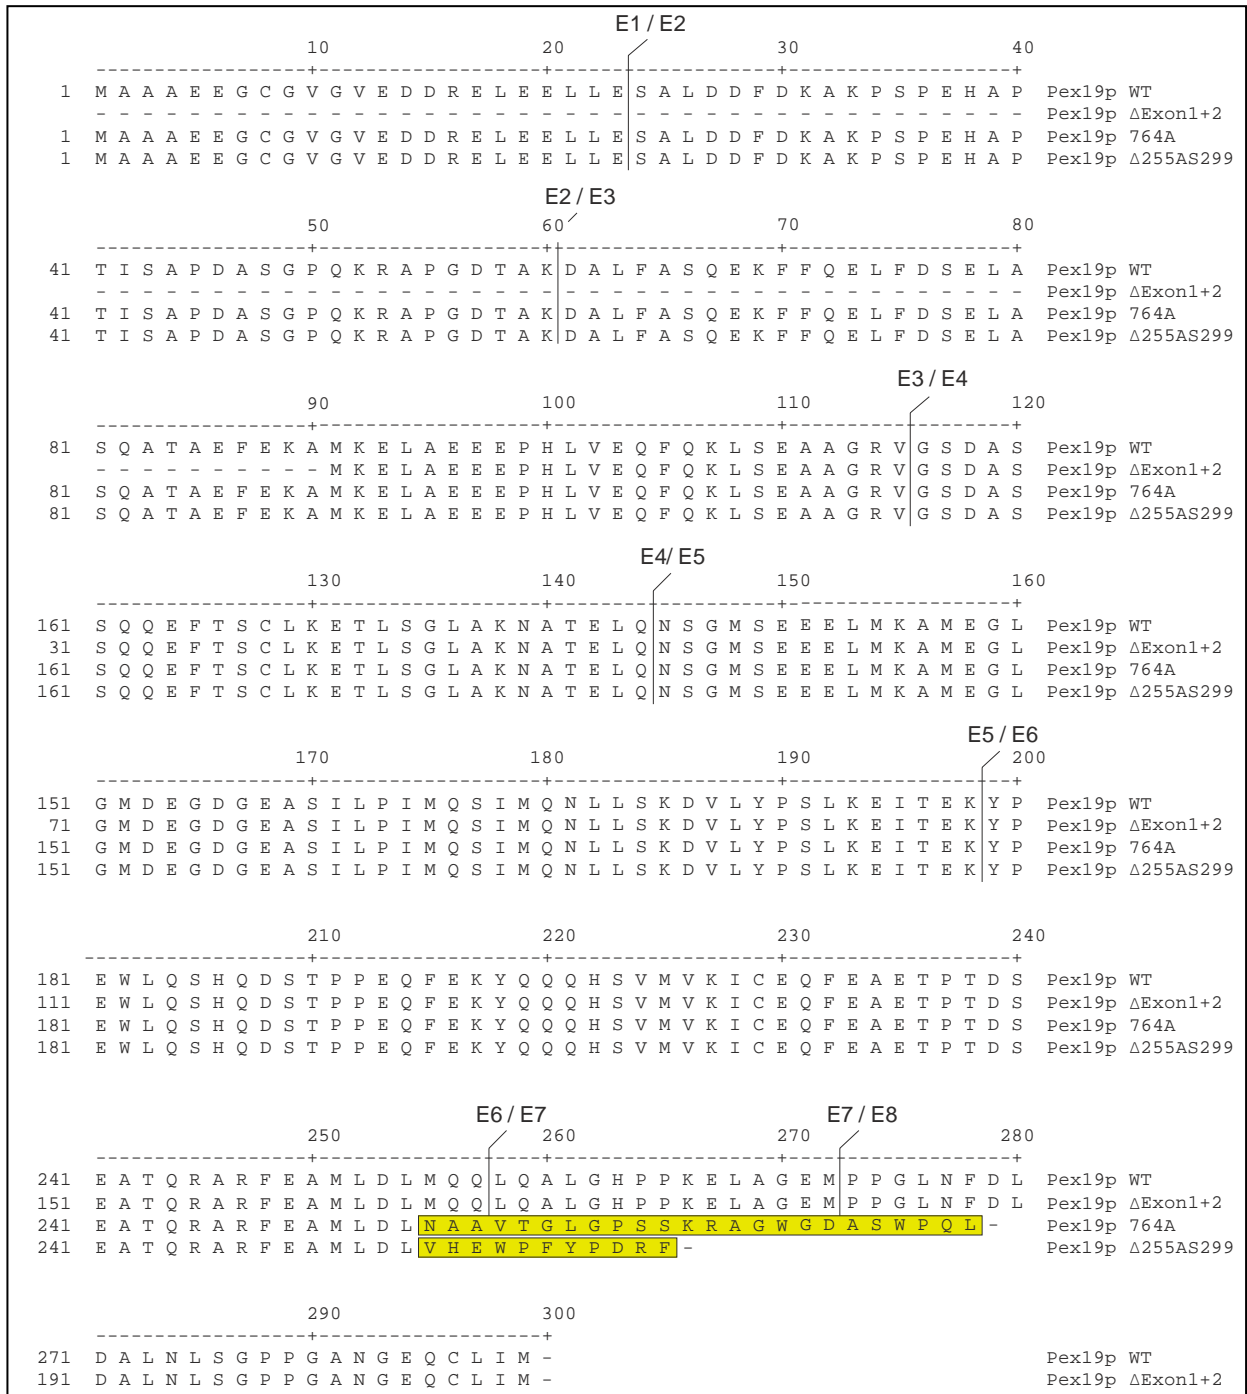 E1 / E2
10 20 30 40
---------+---------+---------+---------+
1 M A A A E E G C G V G V E D D R E L E E L L E S A L D D F D K A K P S P E H A P Pex19p WT
- - - - - - - - - - - - - - - - - - - - - - - - - - - - - - - - - - - - - - - - Pex19p ΔExon1+2
1 M A A A E E G C G V G V E D D R E L E E L L E S A L D D F D K A K P S P E H A P Pex19p 764A
1 M A A A E E G C G V G V E D D R E L E E L L E S A L D D F D K A K P S P E H A P Pex19p Δ255AS299
E2 / E3
50 60 70 80
---------+---------+---------+---------+
41 T I S A P D A S G P Q K R A P G D T A K D A L F A S Q E K F F Q E L F D S E L A Pex19p WT
- - - - - - - - - - - - - - - - - - - - - - - - - - - - - - - - - - - - - - - - Pex19p ΔExon1+2
41 T I S A P D A S G P Q K R A P G D T A K D A L F A S Q E K F F Q E L F D S E L A Pex19p 764A
41 T I S A P D A S G P Q K R A P G D T A K D A L F A S Q E K F F Q E L F D S E L A Pex19p Δ255AS299
E3 / E4
90 100 110 120
---------+---------+---------+---------+
81 S Q A T A E F E K A M K E L A E E E P H L V E Q F Q K L S E A A G R V G S D A S Pex19p WT
- - - - - - - - - - M K E L A E E E P H L V E Q F Q K L S E A A G R V G S D A S Pex19p ΔExon1+2
81 S Q A T A E F E K A M K E L A E E E P H L V E Q F Q K L S E A A G R V G S D A S Pex19p 764A
81 S Q A T A E F E K A M K E L A E E E P H L V E Q F Q K L S E A A G R V G S D A S Pex19p Δ255AS299
E4/ E5
130 140 150 160
---------+---------+---------+---------+
161 S Q Q E F T S C L K E T L S G L A K N A T E L Q N S G M S E E E L M K A M E G L Pex19p WT
31 S Q Q E F T S C L K E T L S G L A K N A T E L Q N S G M S E E E L M K A M E G L Pex19p ΔExon1+2
161 S Q Q E F T S C L K E T L S G L A K N A T E L Q N S G M S E E E L M K A M E G L Pex19p 764A
161 S Q Q E F T S C L K E T L S G L A K N A T E L Q N S G M S E E E L M K A M E G L Pex19p Δ255AS299
E5 / E6
170 180 190 200
---------+---------+---------+---------+
151 G M D E G D G E A S I L P I M Q S I M Q N L L S K D V L Y P S L K E I T E K Y P Pex19p WT
71 G M D E G D G E A S I L P I M Q S I M Q N L L S K D V L Y P S L K E I T E K Y P Pex19p ΔExon1+2
151 G M D E G D G E A S I L P I M Q S I M Q N L L S K D V L Y P S L K E I T E K Y P Pex19p 764A
151 G M D E G D G E A S I L P I M Q S I M Q N L L S K D V L Y P S L K E I T E K Y P Pex19p Δ255AS299
210 220 230 240
---------+---------+---------+---------+
181 E W L Q S H Q D S T P P E Q F E K Y Q Q Q H S V M V K I C E Q F E A E T P T D S Pex19p WT
111 E W L Q S H Q D S T P P E Q F E K Y Q Q Q H S V M V K I C E Q F E A E T P T D S Pex19p ΔExon1+2
181 E W L Q S H Q D S T P P E Q F E K Y Q Q Q H S V M V K I C E Q F E A E T P T D S Pex19p 764A
181 E W L Q S H Q D S T P P E Q F E K Y Q Q Q H S V M V K I C E Q F E A E T P T D S Pex19p Δ255AS299
E6 / E7 E7 / E8
250 260 270 280
---------+---------+---------+---------+
241 E A T Q R A R F E A M L D L M Q Q L Q A L G H P P K E L A G E M P P G L N F D L Pex19p WT
151 E A T Q R A R F E A M L D L M Q Q L Q A L G H P P K E L A G E M P P G L N F D L Pex19p ΔExon1+2
241 E A T Q R A R F E A M L D L N A A V T G L G P S S K R A G W G D A S W P Q L - Pex19p 764A
241 E A T Q R A R F E A M L D L V H E W P F Y P D R F - Pex19p Δ255AS299
290 300
---------+---------+
271 D A L N L S G P P G A N G E Q C L I M - Pex19p WT
191 D A L N L S G P P G A N G E Q C L I M - Pex19p ΔExon1+2